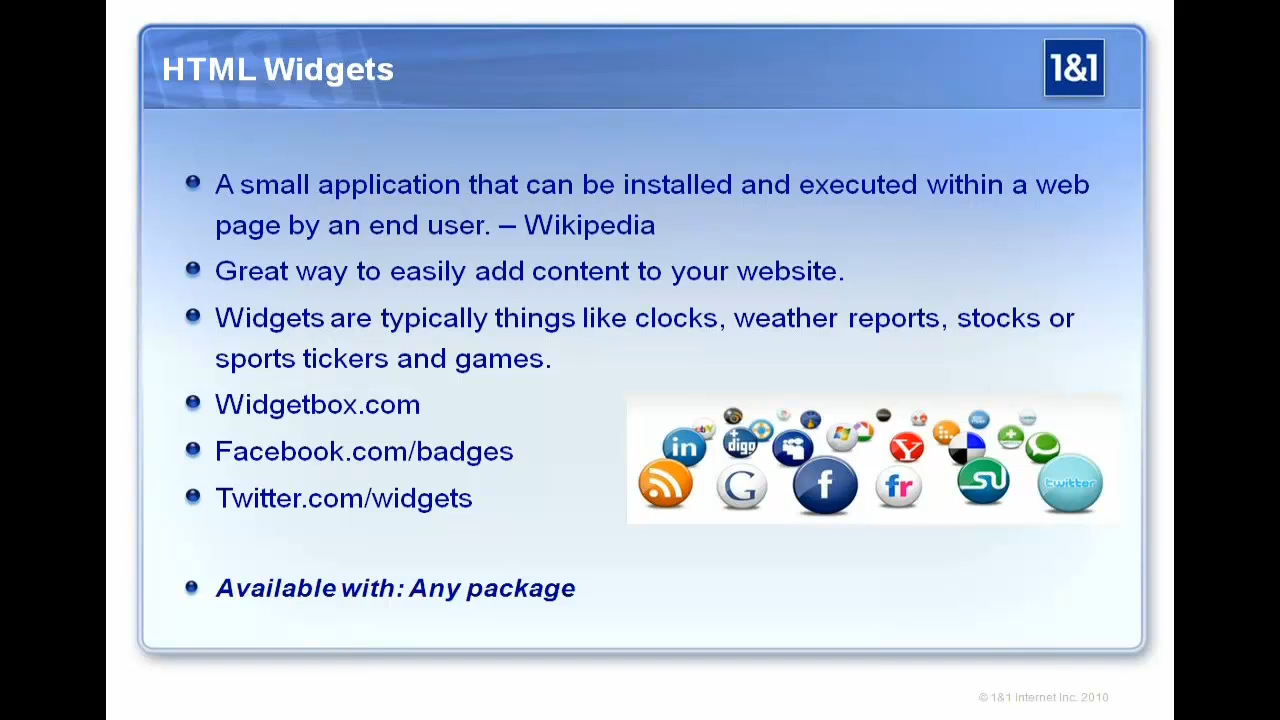 HTML Widgets
1&1
A small application that can be installed and executed within a web
page by an end user. – Wikipedia
Great way to easily add content to your website.
Widgets are typically things like clocks, weather reports, stocks or
sports tickers and games.
Widgetbox.com
Facebook.com/badges
Twitter.com/widgets
in
digg
Y
G
f
fr
twitter
Available with: Any package
© 1&1 Internet Inc. 2010